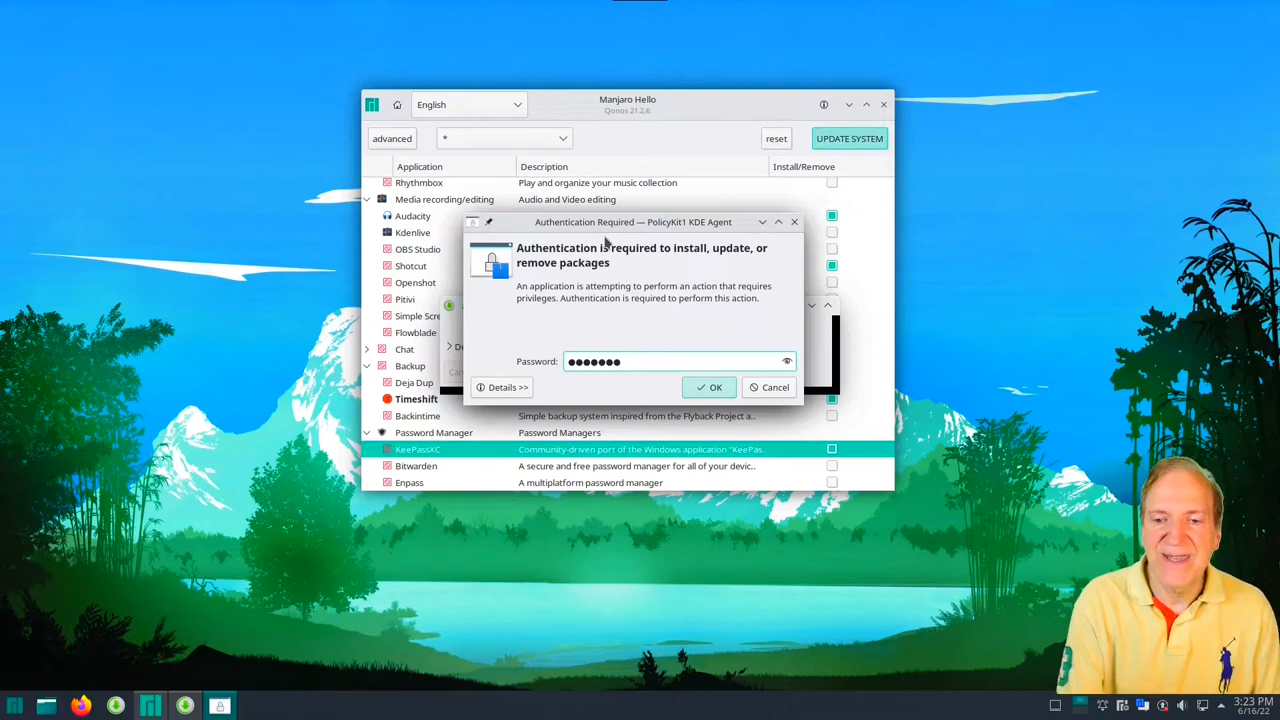 Manjaro Hello
Qonos 21.2.6
English
advanced
*
reset
UPDATE SYSTEM
Application Description Install/Remove
Rhythmbox Play and organize your music collection
Media recording/editing Audio and Video editing
Audacity
Kdenlive
OBS Studio
Shotcut
Openshot
Pitivi
Simple Scre
Flowblade
Chat
Backup
Deja Dup
Timeshift
Backintime Simple backup system inspired from the Flyback Project a..
Password Manager Password Managers
KeePassXC Community-driven port of the Windows application "KeePas..
Bitwarden A secure and free password manager for all of your devic..
Enpass A multiplatform password manager
Authentication Required — PolicyKit1 KDE Agent
Authentication is required to install, update, or
remove packages
An application is attempting to perform an action that requires
privileges. Authentication is required to perform this action.
Password: ●●●●●●●
Details >>
OK
Cancel
3:23 PM
6/16/22